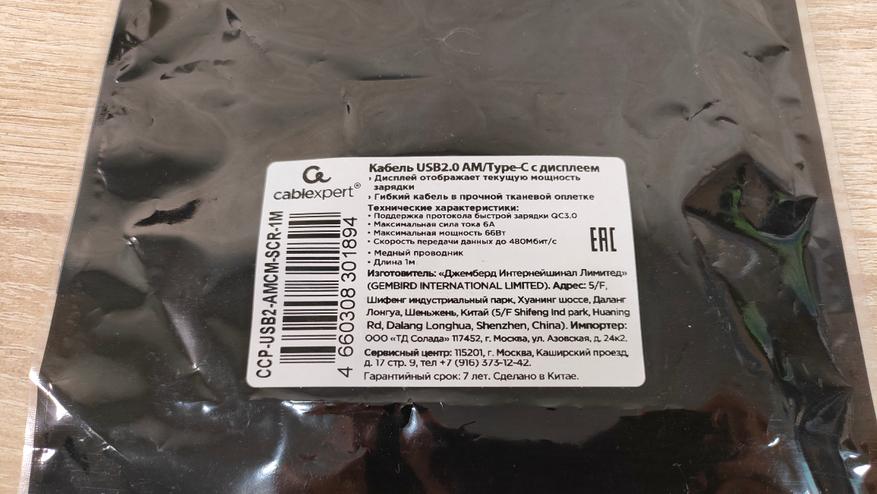 cablexpert®
CCP-USB2-AMCM-SCR-1M
4 660308 301894
Кабель USB2.0 AM/Type-C с дисплеем
• Дисплей отображает текущую мощность
зарядки
• Гибкий кабель в прочной тканевой оплетке
Технические характеристики:
• Поддержка протокола быстрой зарядки QC3.0
• Максимальная сила тока 6А
• Максимальная мощность 66Вт
• Скорость передачи данных до 480Мбит/с
• Медный проводник
• Длина 1м
EAC
Изготовитель: «Джемберд Интернейшинал Лимитед»
(GEMBIRD INTERNATIONAL LIMITED). Адрес: 5/F,
Шифенг индустриальный парк, Хуанинг шоссе, Даланг
Лонгуа, Шеньжень, Китай (5/F Shifeng Ind park, Huaning
Rd, Dalang Longhua, Shenzhen, China). Импортер:
ООО «ТД Солада» 117452, г. Москва, ул. Азовская, д. 24к2.
Сервисный центр: 115201, г. Москва, Каширский проезд,
д. 17 стр. 9, тел +7 (916) 373-12-42.
Гарантийный срок: 7 лет. Сделано в Китае.